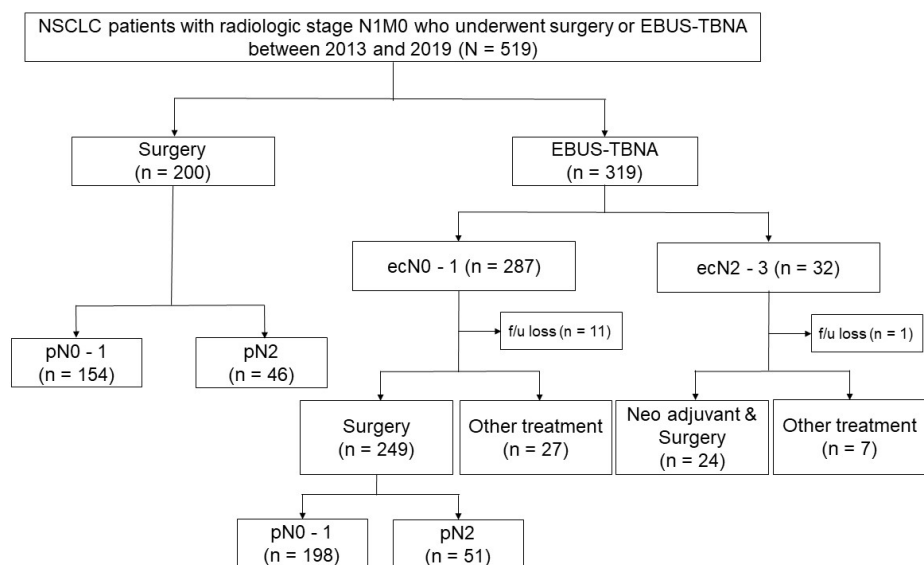 NSCLC patients with radiologic stage N1M0 who underwent surgery or EBUS-TBNA
between 2013 and 2019 (N = 519)
Surgery
(n = 200)
EBUS-TBNA
(n = 319)
ecN0 - 1 (n = 287)
ecN2 - 3 (n = 32)
f/u loss (n = 11)
f/u loss (n = 1)
pN0 - 1
(n = 154)
pN2
(n = 46)
Surgery
(n = 249)
Other treatment
(n = 27)
Neo adjuvant &
Surgery
(n = 24)
Other treatment
(n = 7)
pN0 - 1
(n = 198)
pN2
(n = 51)